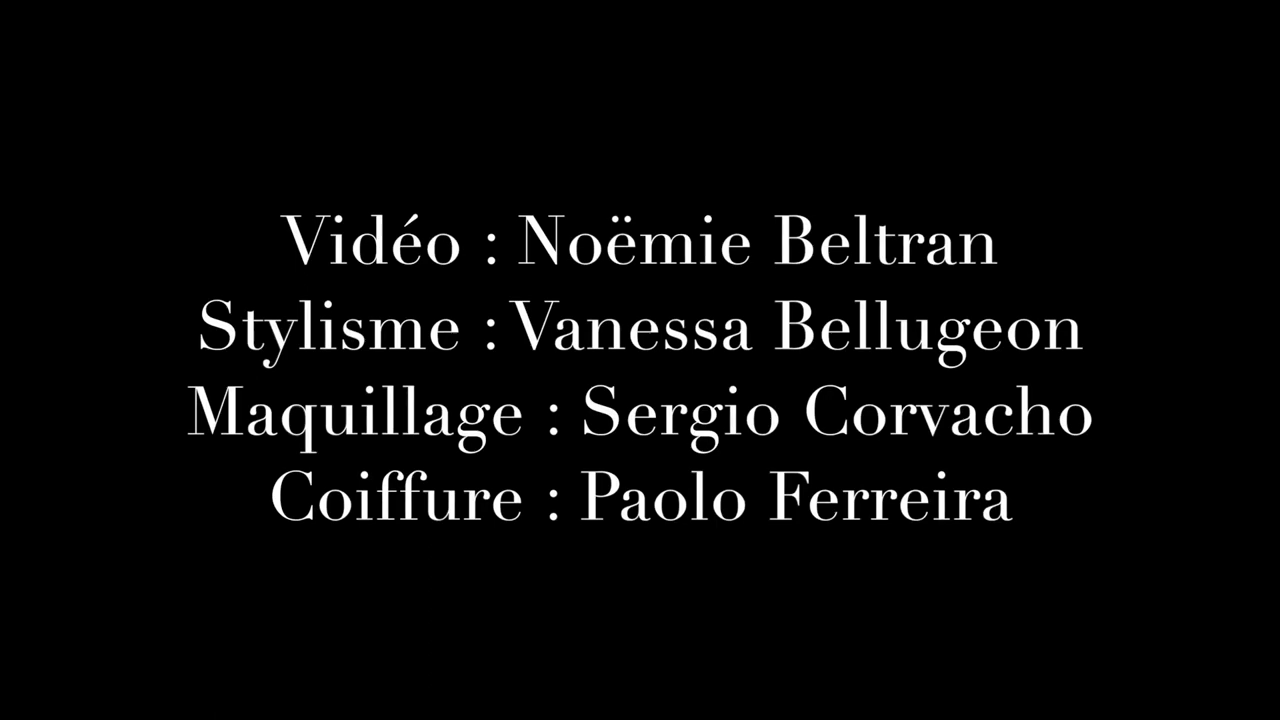 Vidéo : Noëmie Beltran
Stylisme : Vanessa Bellugeon
Maquillage : Sergio Corvacho
Coiffure : Paolo Ferreira